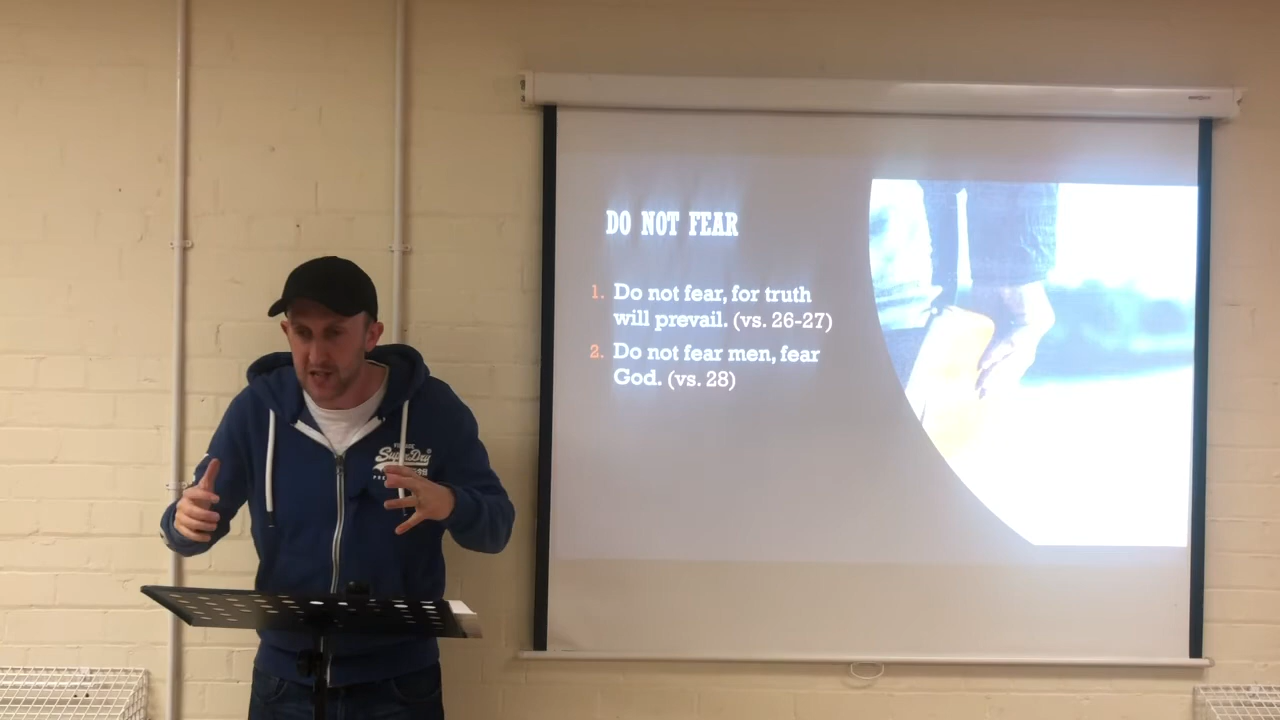 DO NOT FEAR
1. Do not fear, for truth
will prevail. (vs. 26-27)
2. Do not fear men, fear
God. (vs. 28)